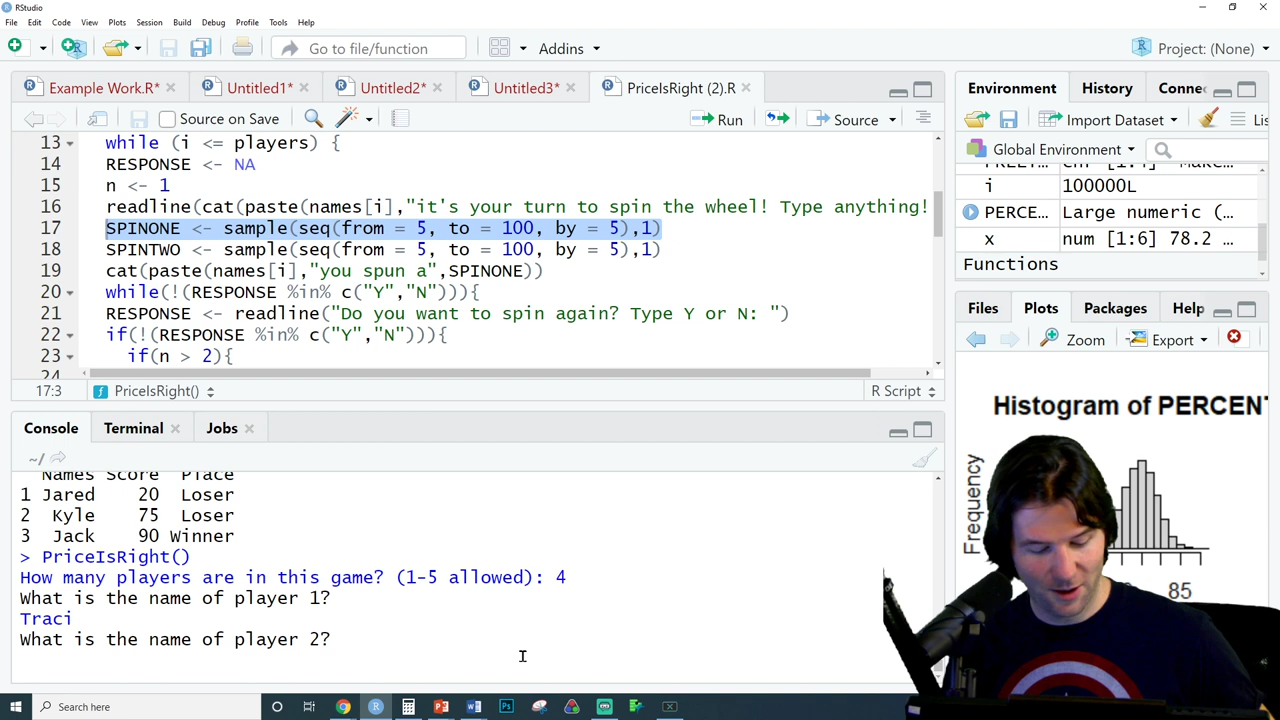 RStudio
File Edit Code View Plots Session Build Debug Profile Tools Help
Go to file/function Addins Project: (None)
Example Work.R* Untitled1* Untitled2* Untitled3* PriceIsRight (2).R
Source on Save Run Source
13 while (i <= players) {
14 RESPONSE <- NA
15 n <- 1
16 readline(cat(paste(names[i],"it's your turn to spin the wheel! Type anything!
17 SPINONE <- sample(seq(from = 5, to = 100, by = 5),1)
18 SPINTWO <- sample(seq(from = 5, to = 100, by = 5),1)
19 cat(paste(names[i],"you spun a",SPINONE))
20 while(!(RESPONSE %in% c("Y","N"))){
21 RESPONSE <- readline("Do you want to spin again? Type Y or N: ")
22 if(!(RESPONSE %in% c("Y","N"))){
23 if(n > 2){
24
17:3 PriceIsRight() R Script
Console Terminal Jobs
~/
Names Score Place
1 Jared 20 Loser
2 Kyle 75 Loser
3 Jack 90 Winner
> PriceIsRight()
How many players are in this game? (1-5 allowed): 4
What is the name of player 1?
Traci
What is the name of player 2?
Environment History Connec
Import Dataset Lis
Global Environment
i 100000L
PERCE... Large numeric (…
x num [1:6] 78.2 …
Functions
Files Plots Packages Help
Zoom Export
Histogram of PERCENT
Frequency
85
Search here